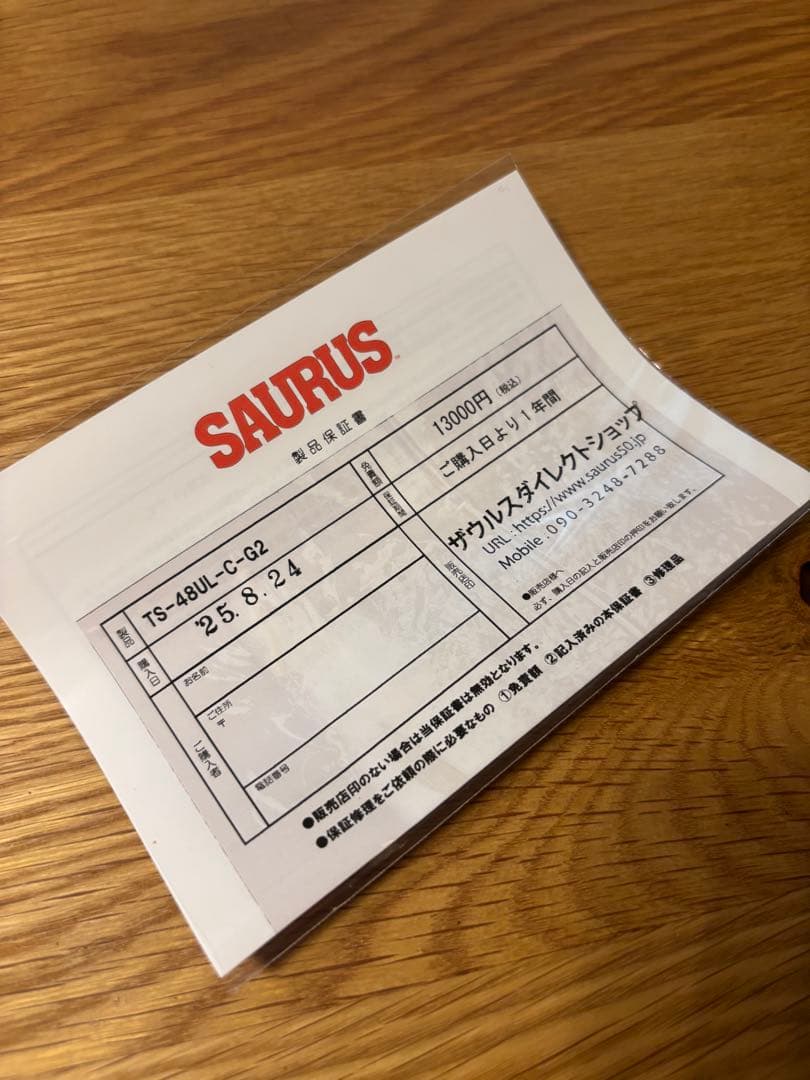 SAURUS™
製品保証書
製品 TS-48UL-C-G2
購入日 '25.8.24
ご購入者
お名前
ご住所
〒
電話番号
免責額 13000円(税込)
保証期間 ご購入日より1年間
販売店印
ザウルスダイレクトショップ
URL:https://www.saurus50.jp
Mobile:090-3248-7288
●販売店様へ
必ず、購入日の記入と販売店印の押印をお願い致します。
●販売店印のない場合は当保証書は無効となります。
●保証修理をご依頼の際に必要なもの ①免責額 ②記入済みの本保証書 ③修理品